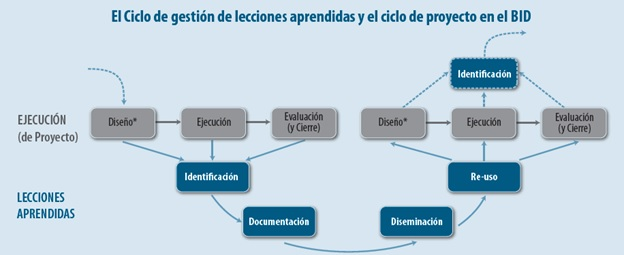 El Ciclo de gestión de lecciones aprendidas y el ciclo de proyecto en el BID
Identificación
EJECUCIÓN
(de Proyecto)
Diseño*
Ejecución
Evaluación
(y Cierre)
Diseño*
Ejecución
Evaluación
(y Cierre)
Identificación
Re-uso
LECCIONES
APRENDIDAS
Documentación
Diseminación